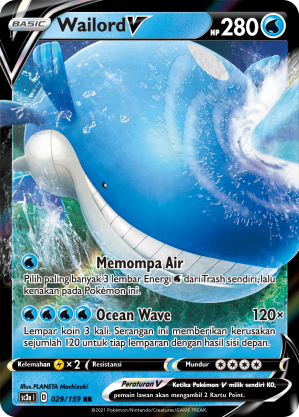 BASIC Wailord V HP 280
Memompa Air
Pilih paling banyak 3 lembar Energi dari Trash sendiri, lalu
kenakan pada Pokémon ini.
Ocean Wave 120×
Lempar koin 3 kali. Serangan ini memberikan kerusakan
sejumlah 120 untuk tiap-tiap lemparan dengan hasil sisi depan.
Kelemahan ×2 Kekebalan Mundur
Illus. PLANETA Mochizuki
Peraturan V Ketika Pokémon V milik sendiri KO,
pemain lawan akan mengambil 2 Kartu Point.
sc3a I D 029/159 RR
©2021 Pokémon/Nintendo/Creatures/GAME FREAK.